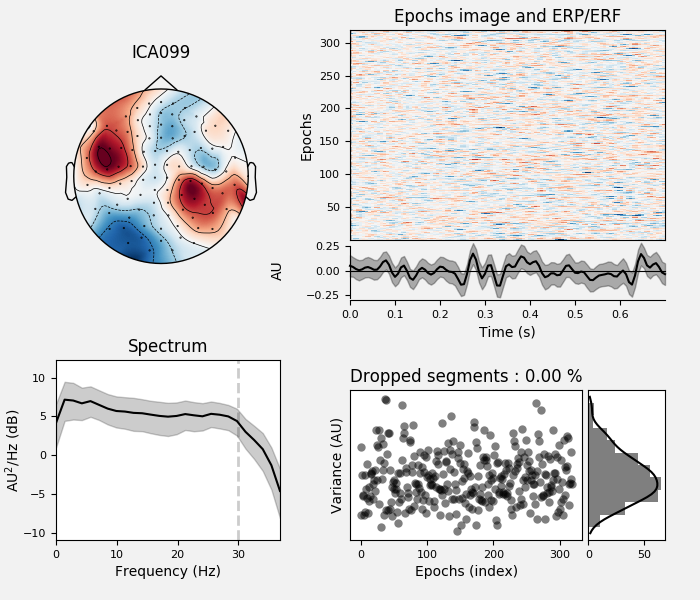 ICA099
Epochs image and ERP/ERF
300
250
200
150
100
50
Epochs
0.25
0.00
−0.25
AU
0.0 0.1 0.2 0.3 0.4 0.5 0.6
Time (s)
Spectrum
10
5
0
−5
−10
AU²/Hz (dB)
0 10 20 30
Frequency (Hz)
Dropped segments : 0.00 %
Variance (AU)
0 100 200 300
Epochs (index)
0 50